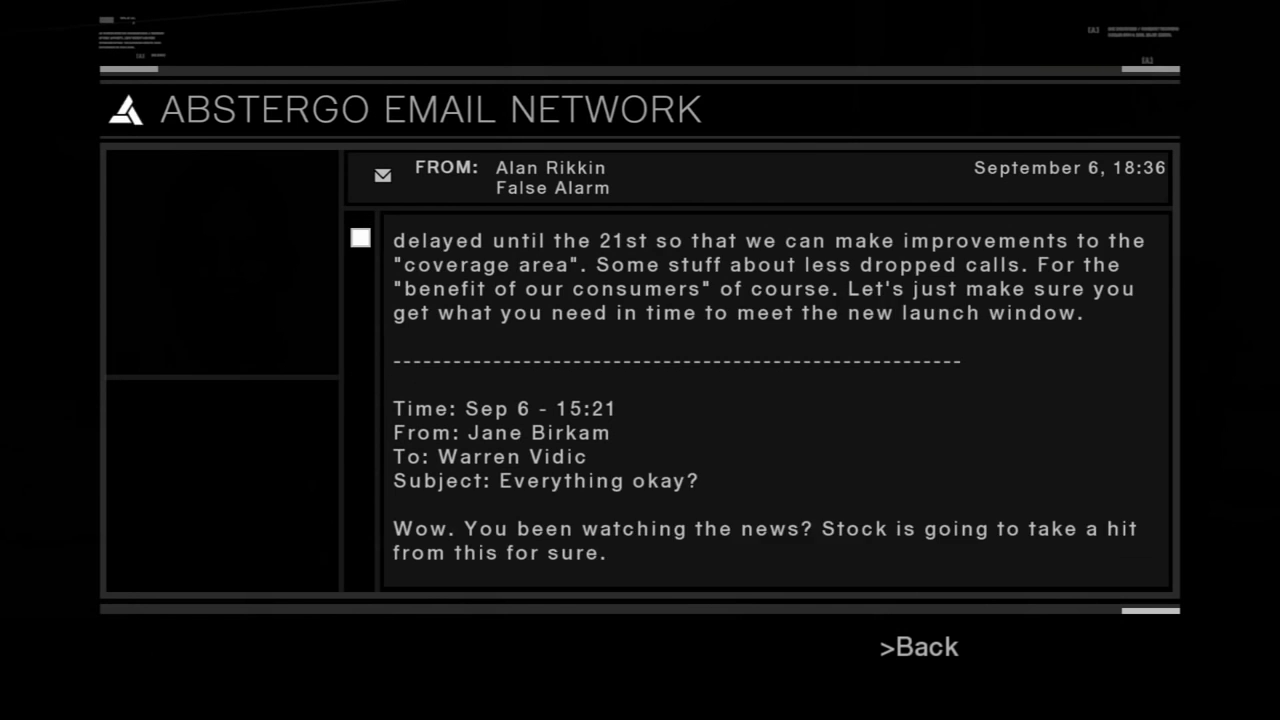 ABSTERGO EMAIL NETWORK
FROM: Alan Rikkin
September 6, 18:36
False Alarm
delayed until the 21st so that we can make improvements to the
"coverage area". Some stuff about less dropped calls. For the
"benefit of our consumers" of course. Let's just make sure you
get what you need in time to meet the new launch window.
---------------------------------------------------------
Time: Sep 6 - 15:21
From: Jane Birkam
To: Warren Vidic
Subject: Everything okay?
Wow. You been watching the news? Stock is going to take a hit
from this for sure.
>Back